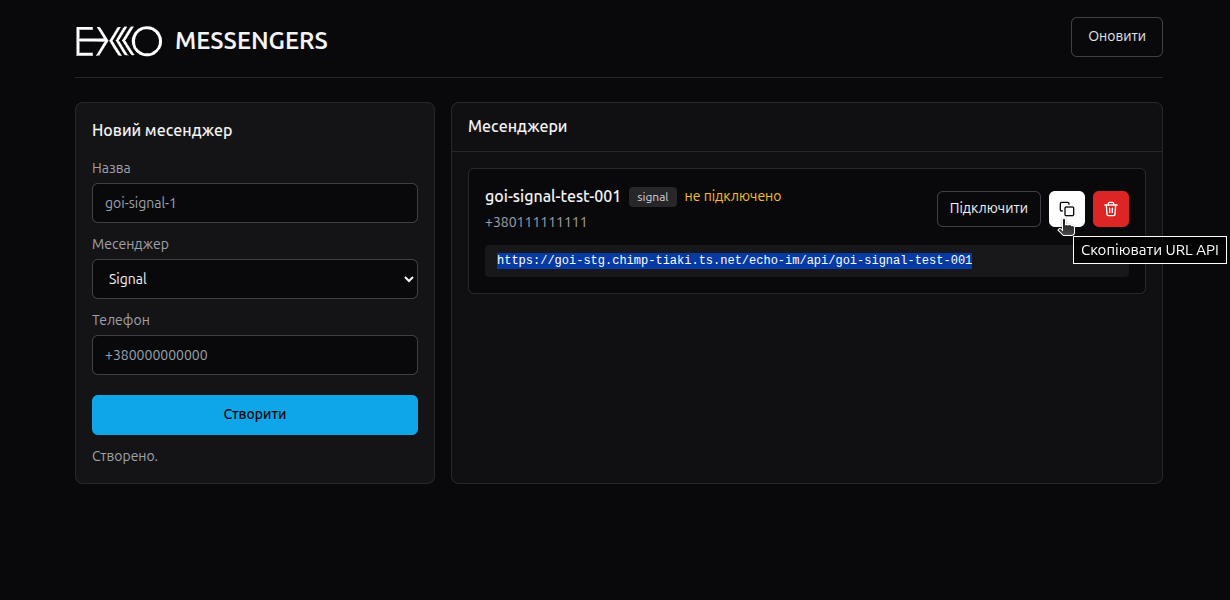 EXO MESSENGERS
Оновити
Новий месенджер
Назва
goi-signal-1
Месенджер
Signal
Телефон
+380000000000
Створити
Створено.
Месенджери
goi-signal-test-001 signal не підключено
+380111111111
Підключити
Скопіювати URL API
https://goi-stg.chimp-tiaki.ts.net/echo-im/api/goi-signal-test-001